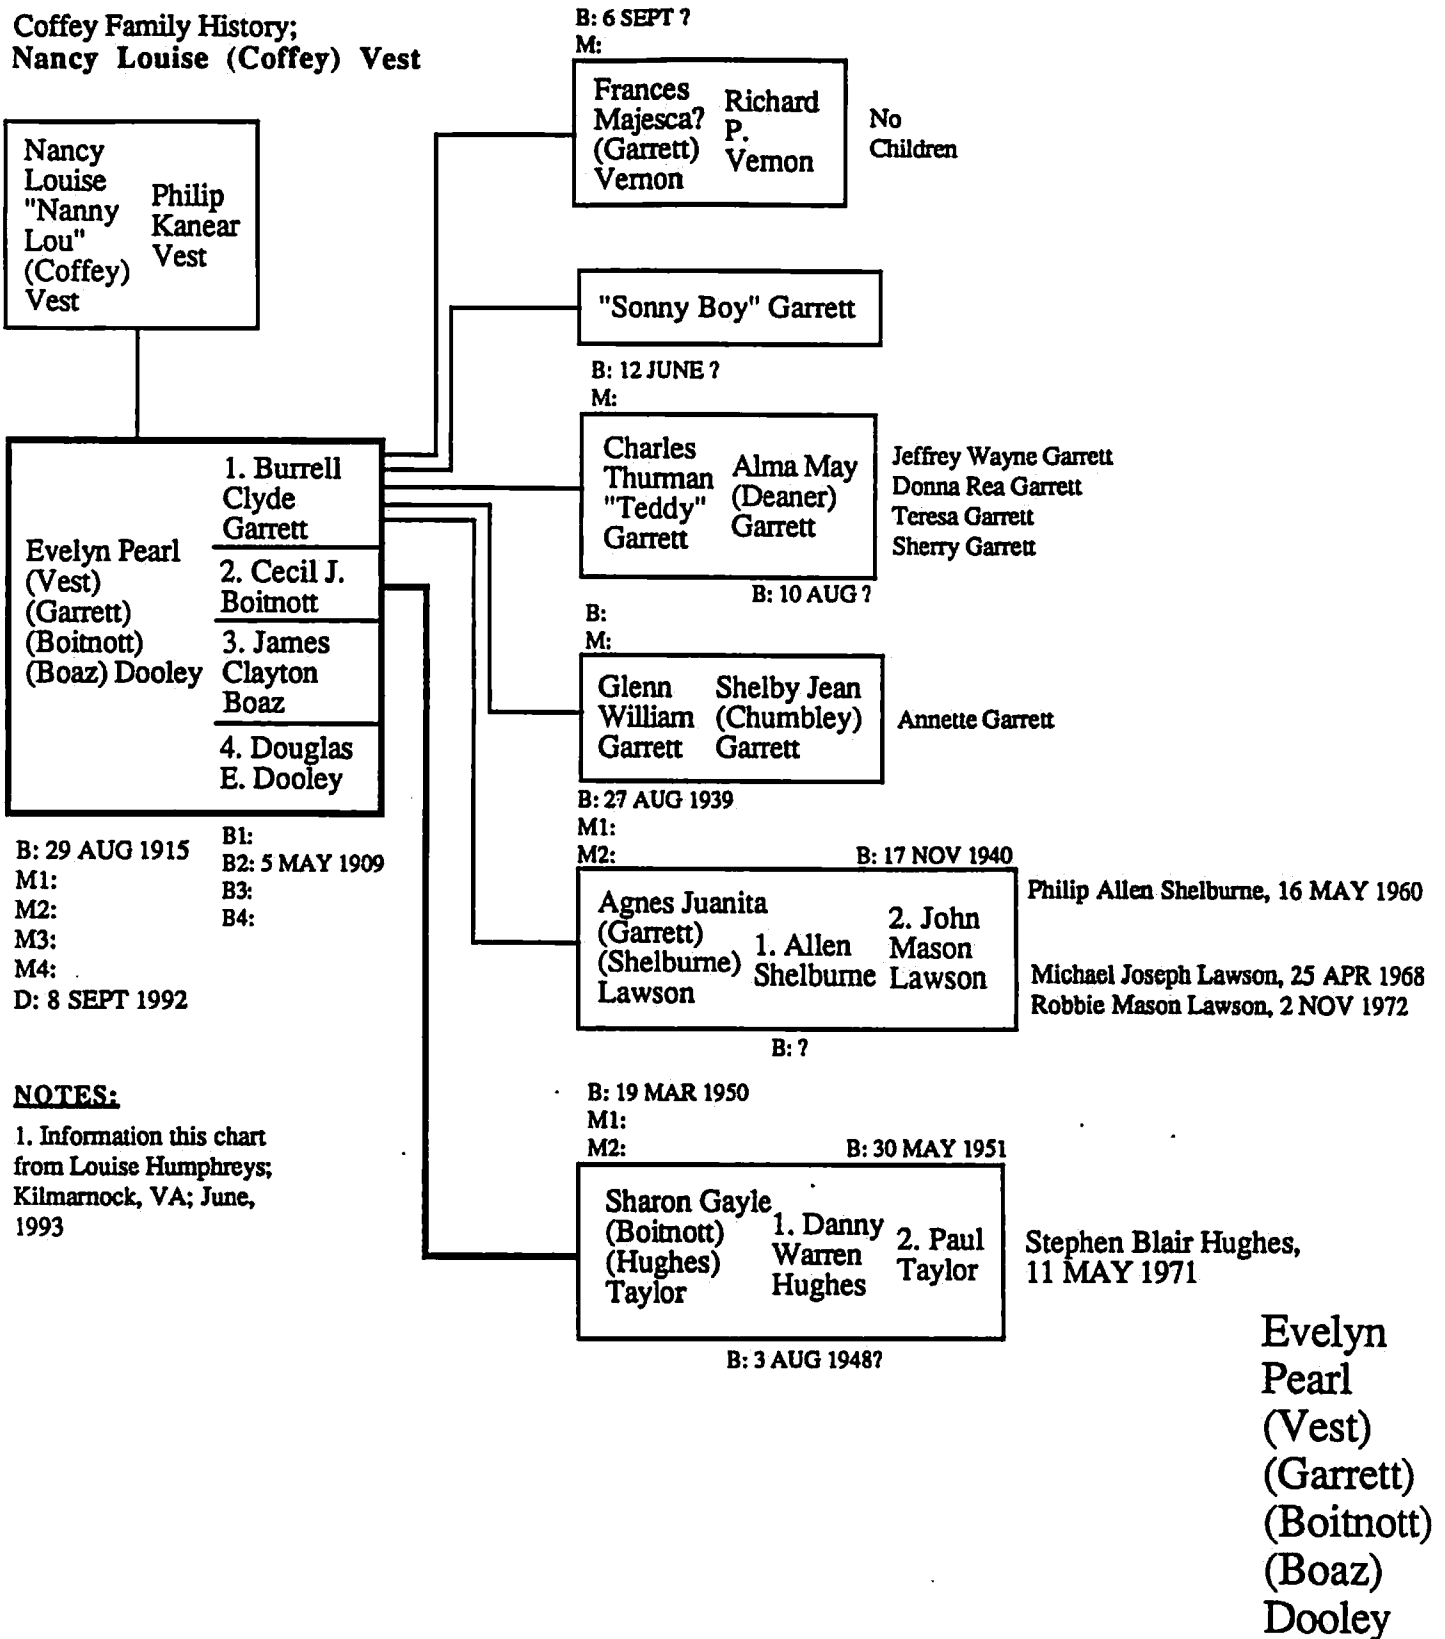 Coffey Family History;
Nancy Louise (Coffey) Vest
Nancy
Louise
"Nanny
Lou"
(Coffey)
Vest
Philip
Kanear
Vest
Evelyn Pearl
(Vest)
(Garrett)
(Boitnott)
(Boaz) Dooley
1. Burrell
Clyde
Garrett
2. Cecil J.
Boitnott
3. James
Clayton
Boaz
4. Douglas
E. Dooley
B: 29 AUG 1915
M1:
M2:
M3:
M4:
D: 8 SEPT 1992
B1:
B2: 5 MAY 1909
B3:
B4:
NOTES:
1. Information this chart
from Louise Humphreys;
Kilmarnock, VA; June,
1993
B: 6 SEPT ?
M:
Frances
Majesca?
(Garrett)
Vernon
Richard
P.
Vernon
No
Children
"Sonny Boy" Garrett
B: 12 JUNE ?
M:
Charles
Thurman
"Teddy"
Garrett
Alma May
(Deaner)
Garrett
Jeffrey Wayne Garrett
Donna Rea Garrett
Teresa Garrett
Sherry Garrett
B: 10 AUG ?
B:
M:
Glenn
William
Garrett
Shelby Jean
(Chumbley)
Garrett
Annette Garrett
B: 27 AUG 1939
M1:
M2:
B: 17 NOV 1940
Agnes Juanita
(Garrett)
(Shelburne)
Lawson
1. Allen
Shelburne
2. John
Mason
Lawson
Philip Allen Shelburne, 16 MAY 1960
Michael Joseph Lawson, 25 APR 1968
Robbie Mason Lawson, 2 NOV 1972
B: ?
B: 19 MAR 1950
M1:
M2:
B: 30 MAY 1951
Sharon Gayle
(Boitnott)
(Hughes)
Taylor
1. Danny
Warren
Hughes
2. Paul
Taylor
Stephen Blair Hughes,
11 MAY 1971
B: 3 AUG 1948?
Evelyn
Pearl
(Vest)
(Garrett)
(Boitnott)
(Boaz)
Dooley